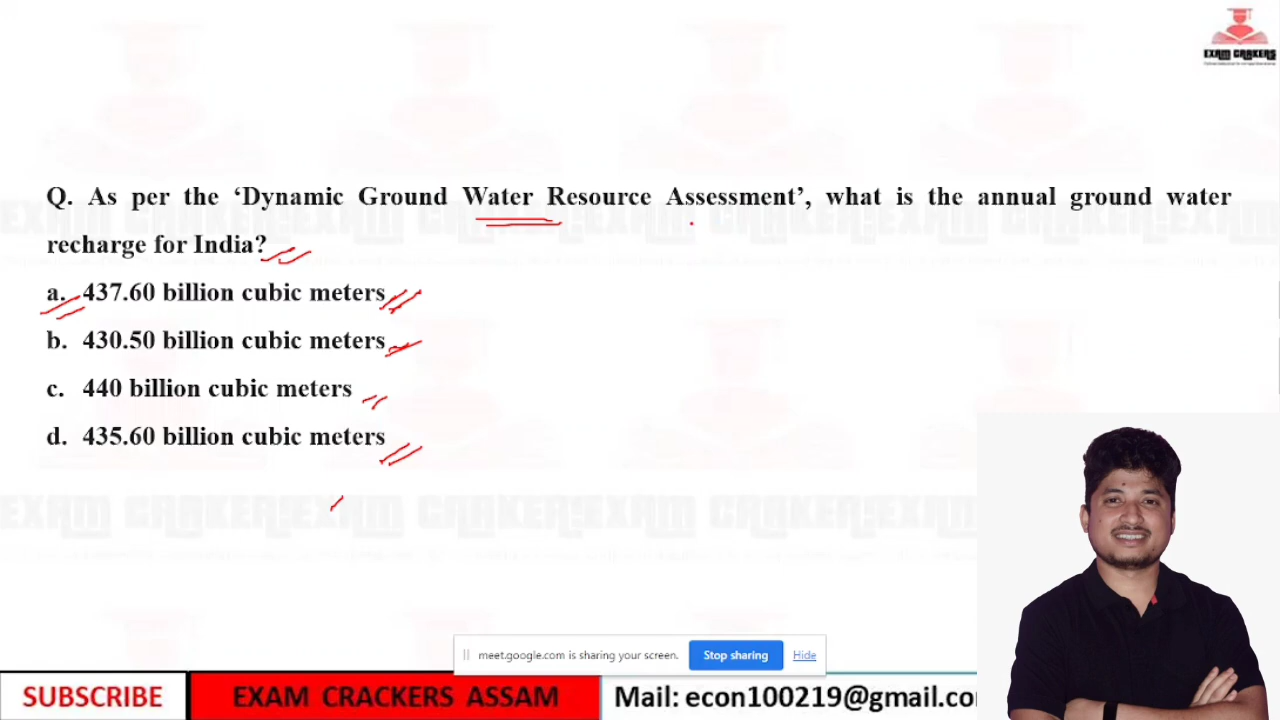 EXAM CRAKERS
Q. As per the ‘Dynamic Ground Water Resource Assessment’, what is the annual ground water
recharge for India?
a. 437.60 billion cubic meters
b. 430.50 billion cubic meters
c. 440 billion cubic meters
d. 435.60 billion cubic meters
meet.google.com is sharing your screen. Stop sharing Hide
SUBSCRIBE EXAM CRACKERS ASSAM Mail: econ100219@gmail.co